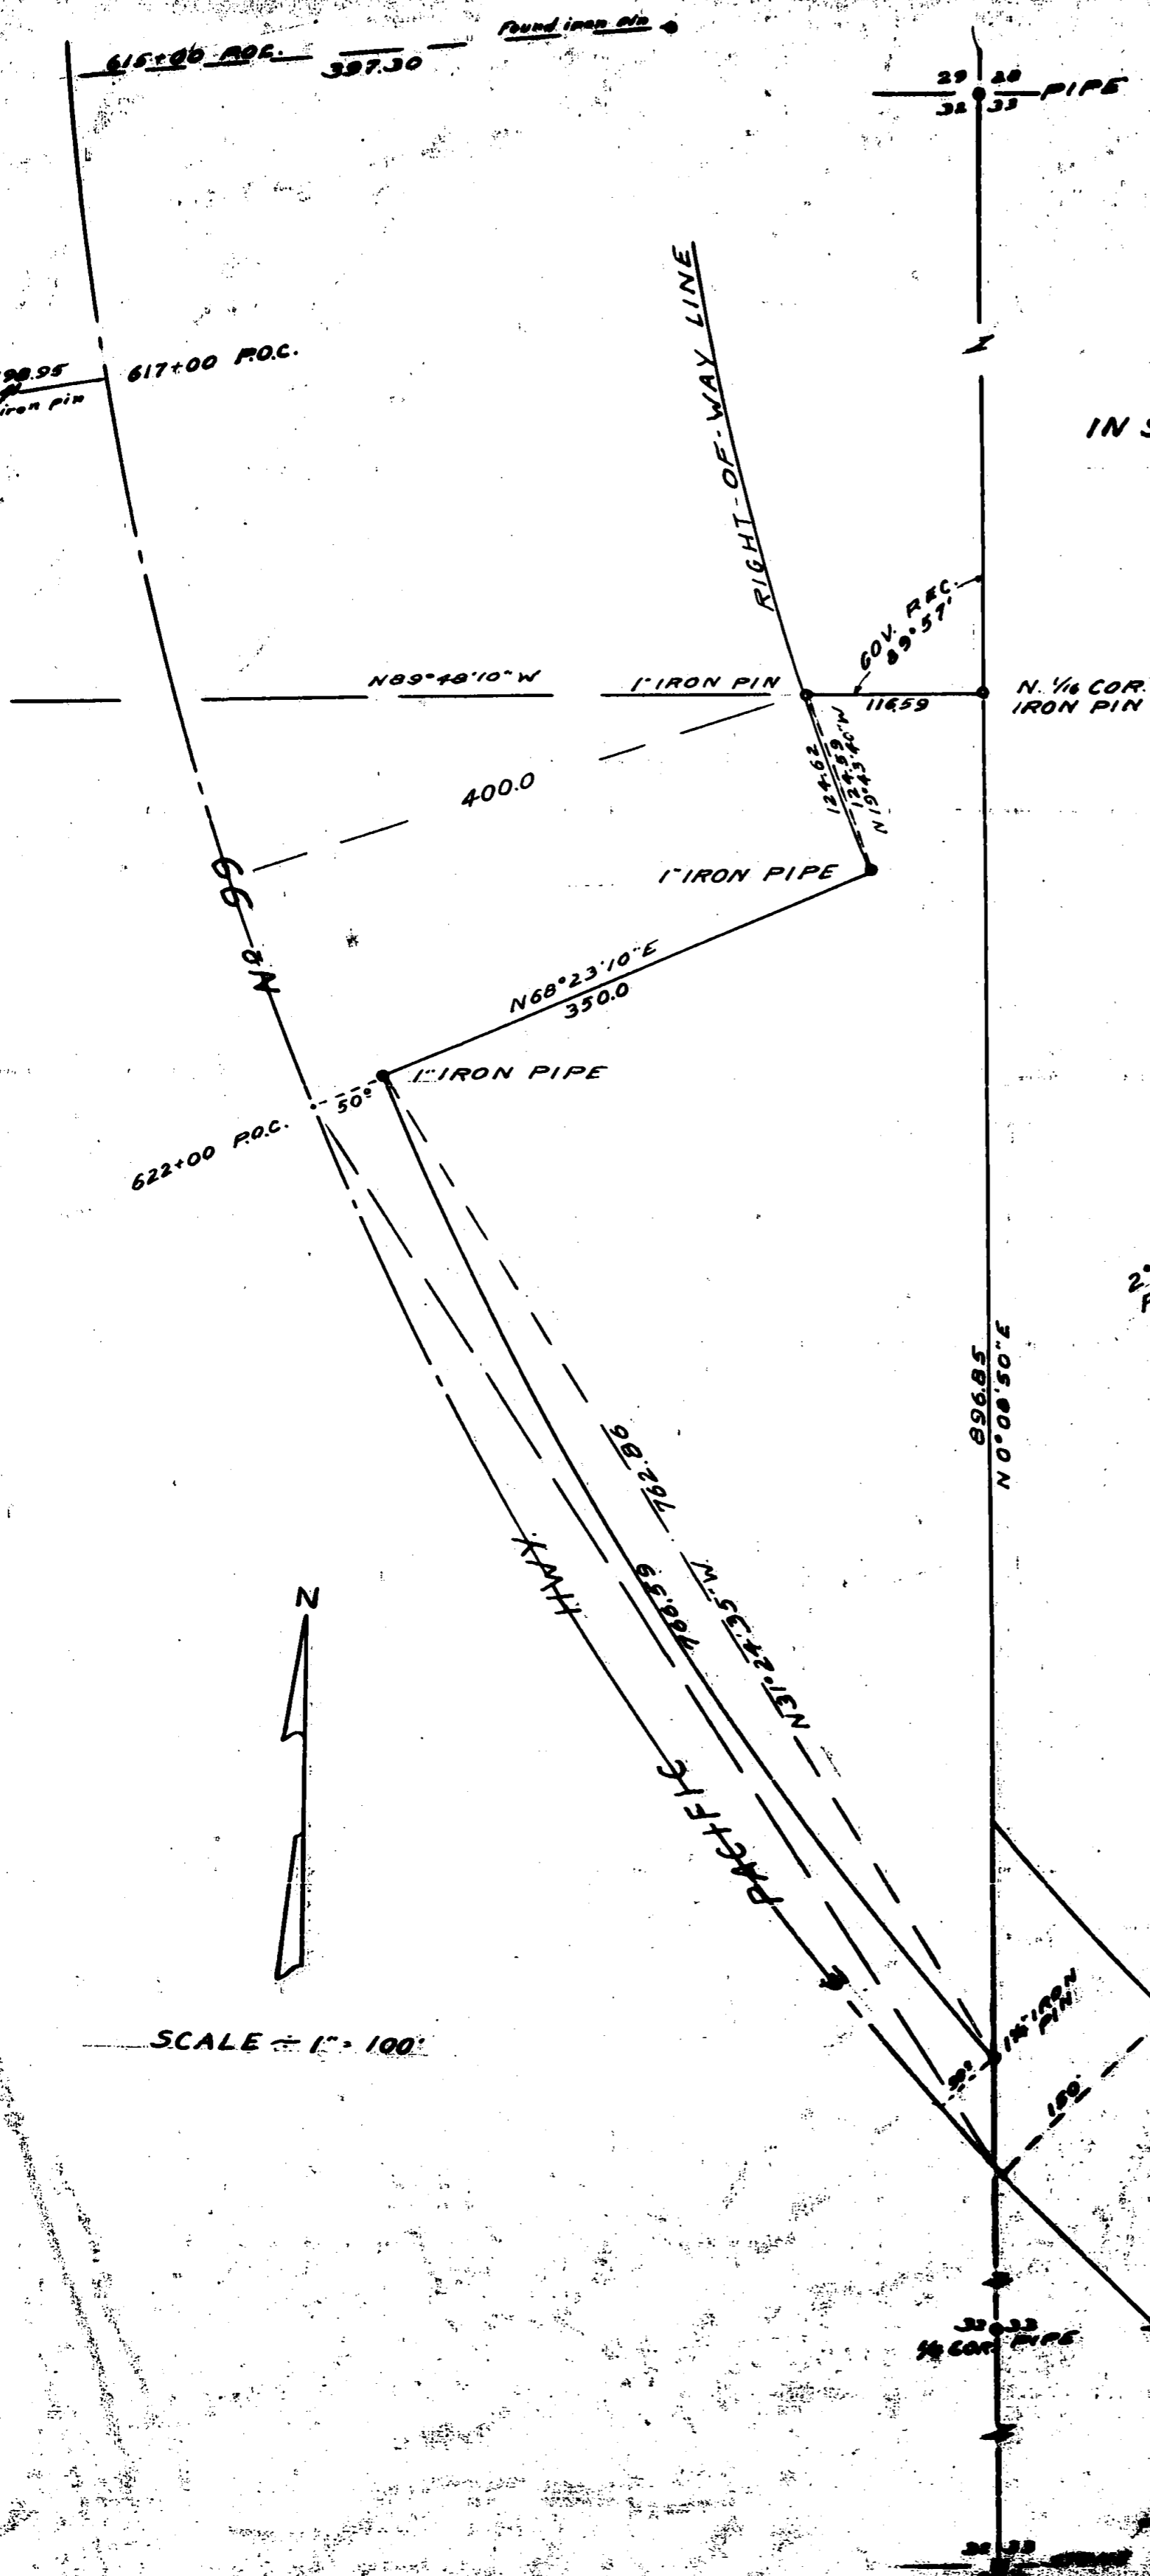 Found iron pin
615+00 P.O.C.
397.30
29 28
32 33
PIPE
98.95
iron pin
617+00 P.O.C.
RIGHT-OF-WAY LINE
IN S
GOV. REC.
89°57'
N89°48'10"W
1" IRON PIN
116.59
N. 1/16 COR.
IRON PIN
400.0
124.62
124.59
N19°43'40"W
1" IRON PIPE
No 99
N68°23'10"E
350.0
1" IRON PIPE
50'
622+00 P.O.C.
2"
896.85
N0°08'50"E
762.86
N31°24'35"W
768.59
HWY.
PACIFIC
N
SCALE ÷ 1" = 100'
IRON
PIN
150'
32 33
1/4 COR. PIPE